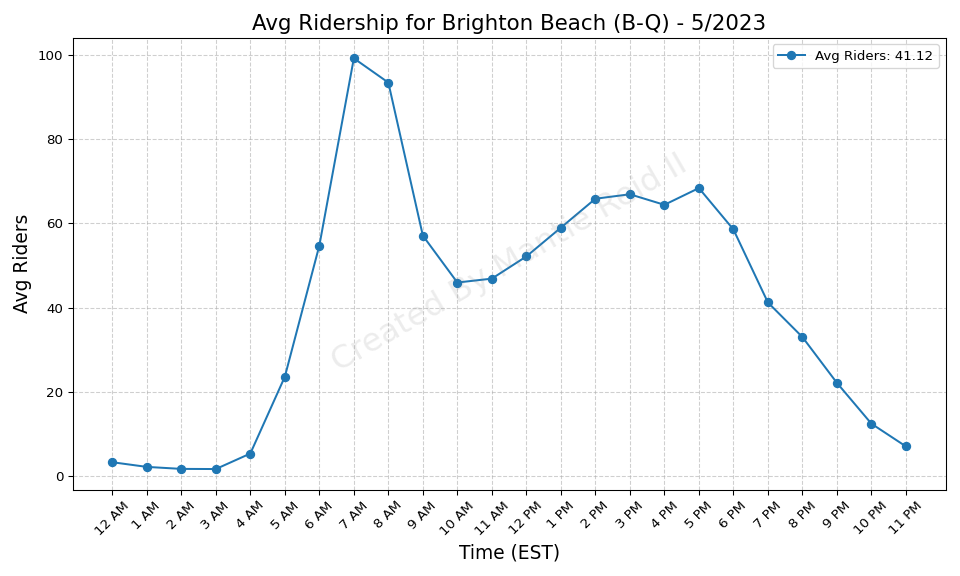 Avg Ridership for Brighton Beach (B-Q) - 5/2023
Avg Riders: 41.12
100
80
60
40
20
0
Avg Riders
Created By Mantie Reid II
12 AM
1 AM
2 AM
3 AM
4 AM
5 AM
6 AM
7 AM
8 AM
9 AM
10 AM
11 AM
12 PM
1 PM
2 PM
3 PM
4 PM
5 PM
6 PM
7 PM
8 PM
9 PM
10 PM
11 PM
Time (EST)